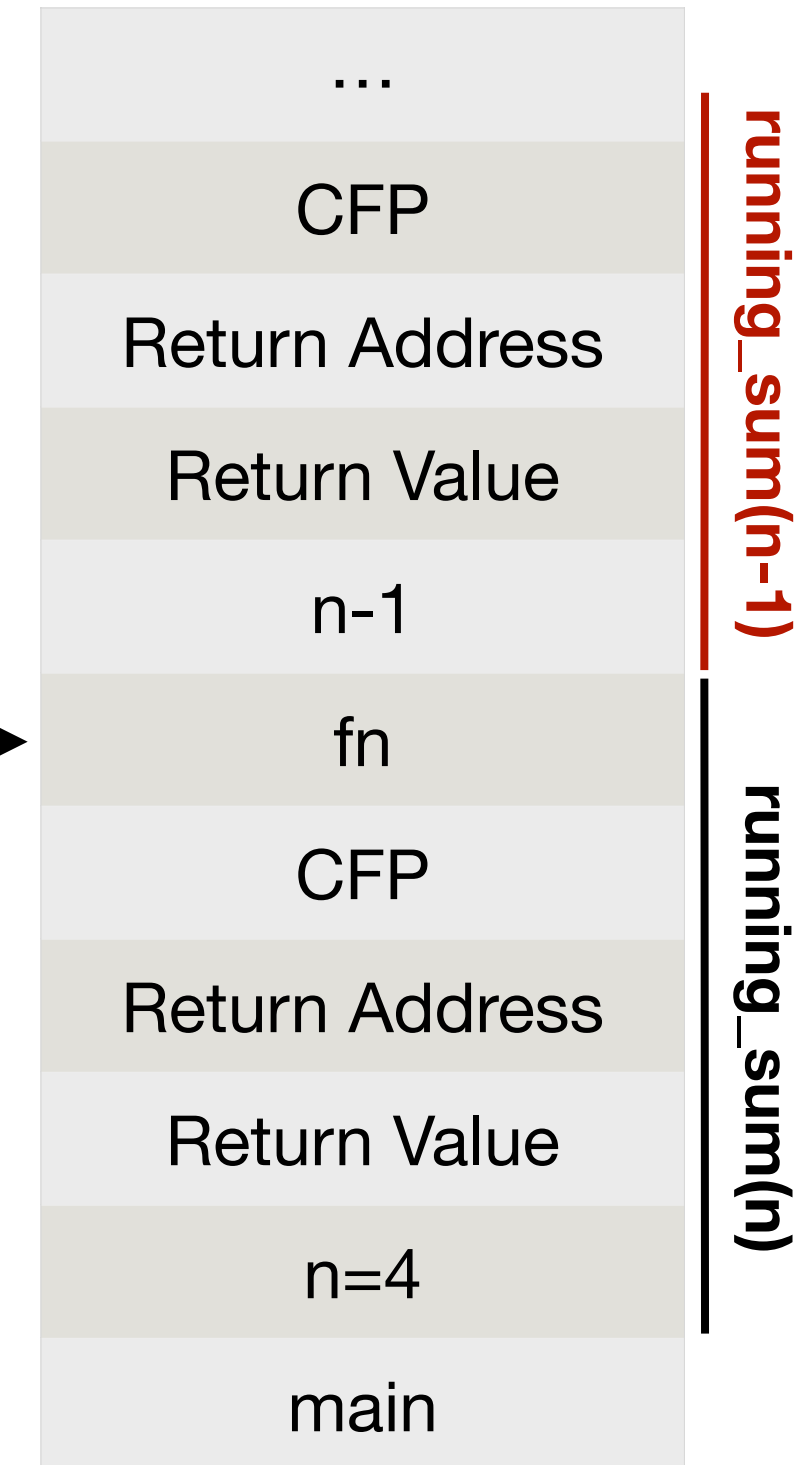 ...
CFP
Return Address
Return Value
n-1
fn
CFP
Return Address
Return Value
n=4
main
running_sum(n-1)
running_sum(n)